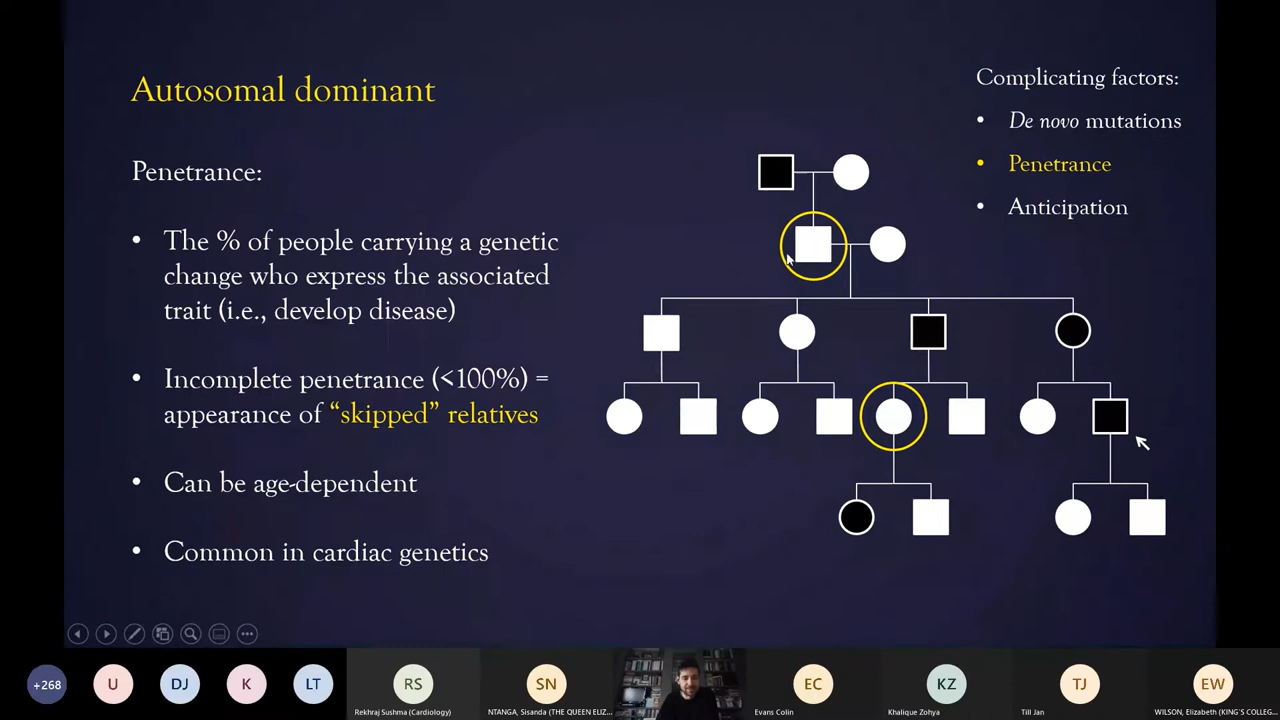 Autosomal dominant
Penetrance:
• The % of people carrying a genetic
change who express the associated
trait (i.e., develop disease)
• Incomplete penetrance (<100%) =
appearance of “skipped” relatives
• Can be age-dependent
• Common in cardiac genetics
Complicating factors:
• De novo mutations
• Penetrance
• Anticipation
+268
U
DJ
K
LT
RS
SN
EC
KZ
TJ
EW
Rekhraj Sushma (Cardiology)
NTANGA, Sisanda (THE QUEEN ELIZ...
Evans Colin
Khalique Zohya
Till Jan
WILSON, Elizabeth (KING'S COLLEG...